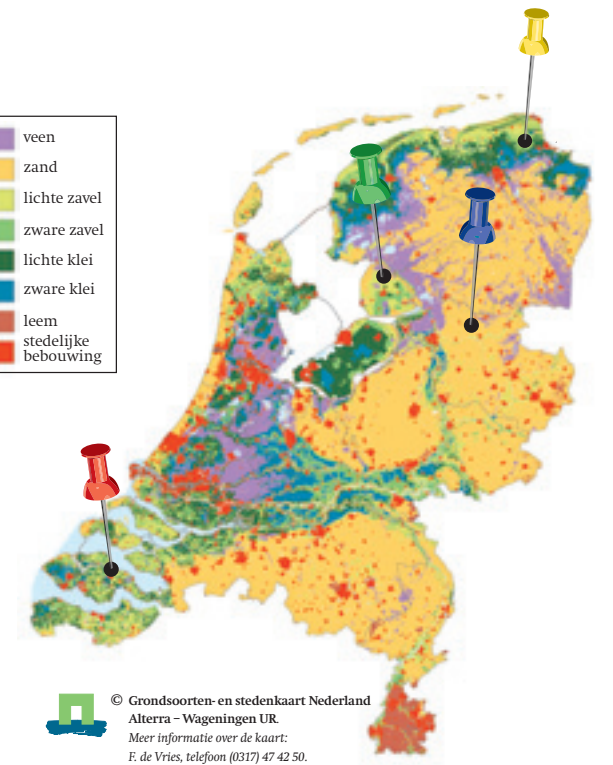 veen
zand
lichte zavel
zware zavel
lichte klei
zware klei
leem
stedelijke
bebouwing
© Grondsoorten- en stedenkaart Nederland
Alterra – Wageningen UR.
Meer informatie over de kaart:
F. de Vries, telefoon (0317) 47 42 50.